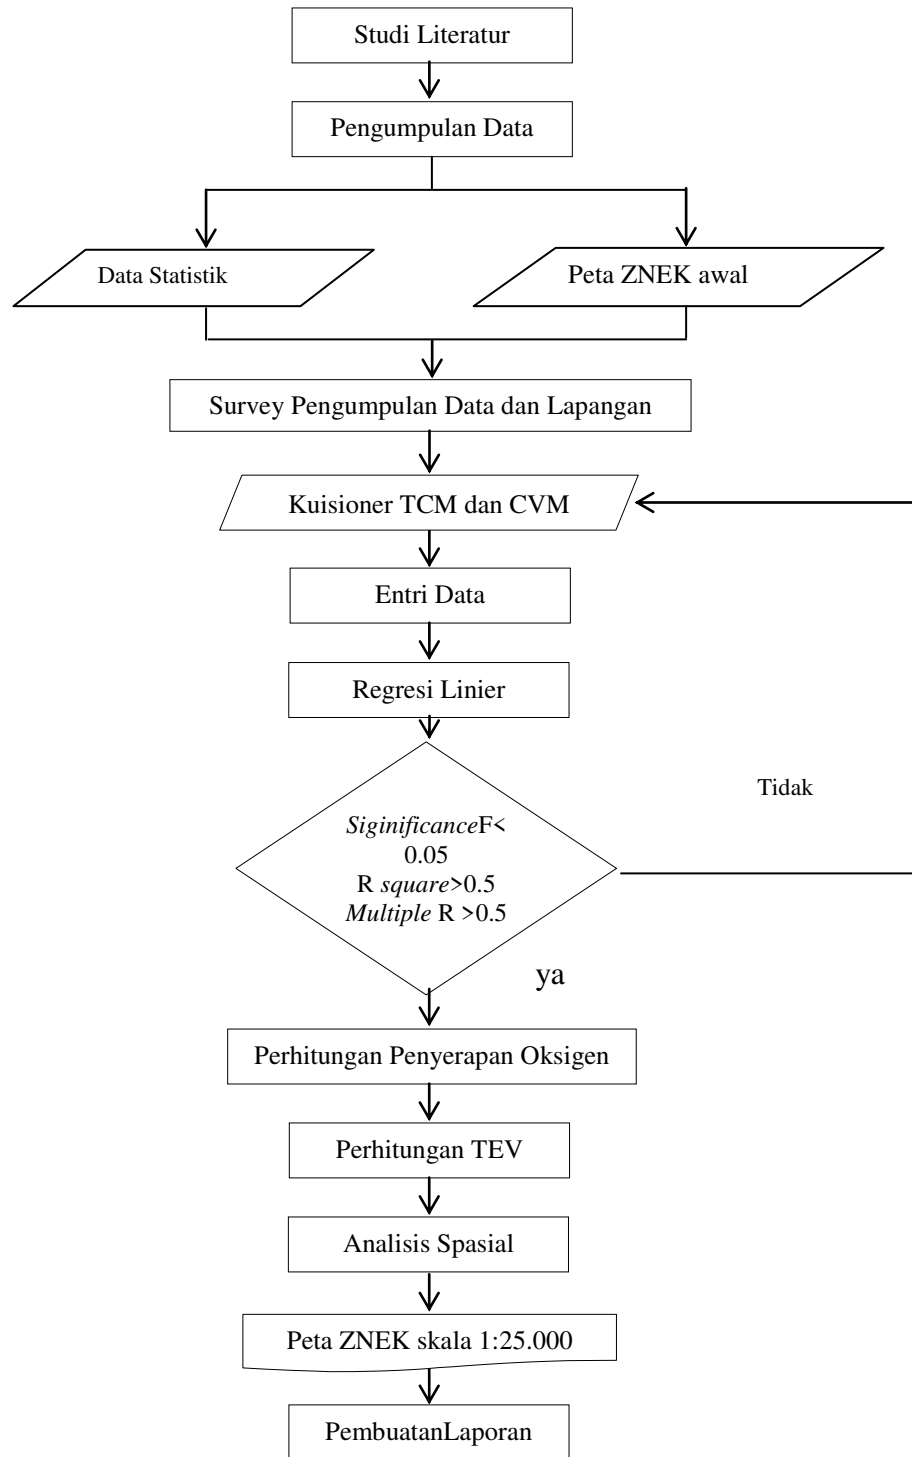 Studi Literatur
Pengumpulan Data
Data Statistik
Peta ZNEK awal
Survey Pengumpulan Data dan Lapangan
Kuisioner TCM dan CVM
Entri Data
Regresi Linier
Tidak
SiginificanceF<
0.05
R square>0.5
Multiple R >0.5
ya
Perhitungan Penyerapan Oksigen
Perhitungan TEV
Analisis Spasial
Peta ZNEK skala 1:25.000
PembuatanLaporan